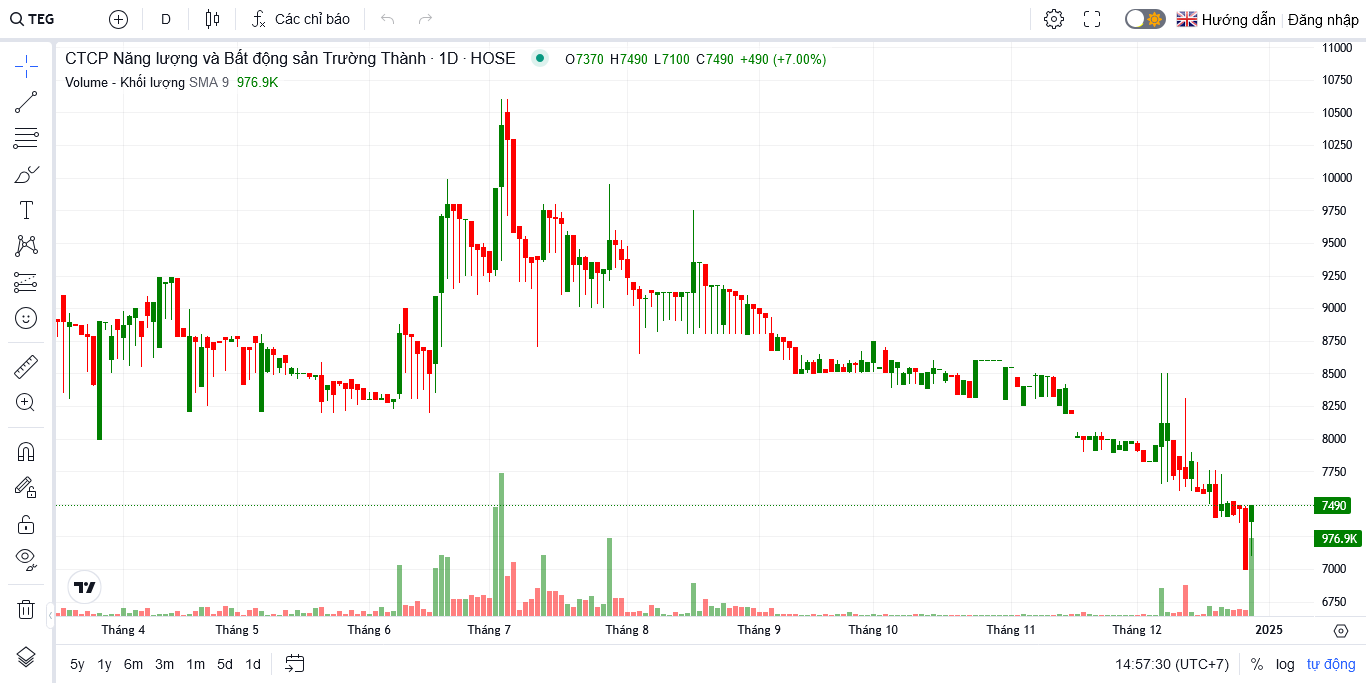 TEG D Các chỉ báo Hướng dẫn Đăng nhập
CTCP Năng lượng và Bất động sản Trường Thành · 1D · HOSE O7370 H7490 L7100 C7490 +490 (+7.00%)
Volume - Khối lượng SMA 9 976.9K
11000
10750
10500
10250
10000
9750
9500
9250
9000
8750
8500
8250
8000
7750
7490
976.9K
7000
6750
Tháng 4 Tháng 5 Tháng 6 Tháng 7 Tháng 8 Tháng 9 Tháng 10 Tháng 11 Tháng 12 2025
5y 1y 6m 3m 1m 5d 1d 14:57:30 (UTC+7) % log tự động